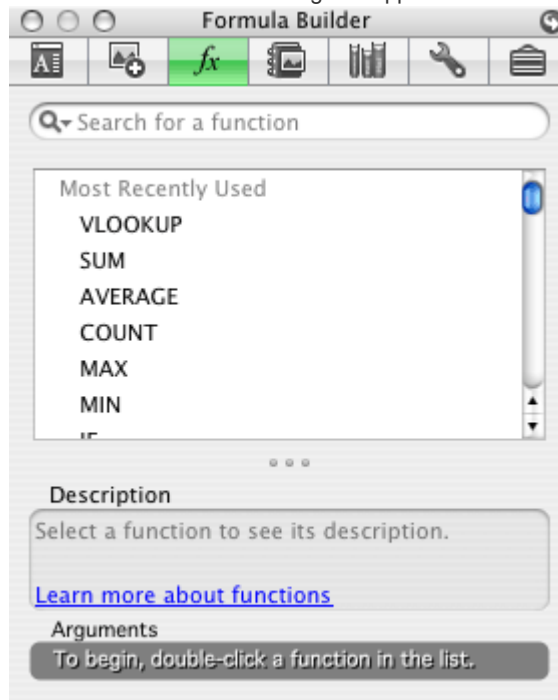 Formula Builder
A
fx
Search for a function
Most Recently Used
VLOOKUP
SUM
AVERAGE
COUNT
MAX
MIN
Description
Select a function to see its description.
Learn more about functions
Arguments
To begin, double-click a function in the list.